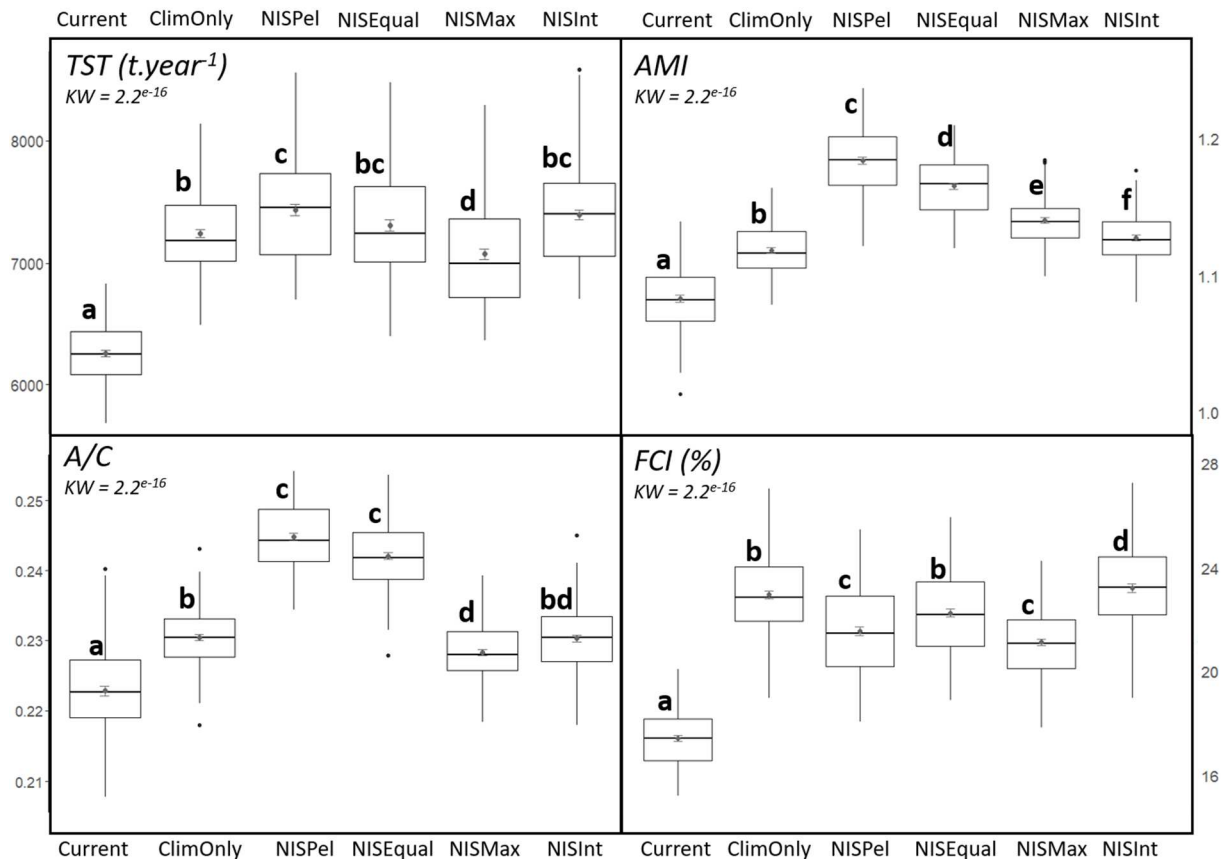 Current ClimOnly NISPel NISEqual NISMax NISInt Current ClimOnly NISPel NISEqual NISMax NISInt
TST (t.year-1)
KW = 2.2e-16
8000
7000
6000
a
b
c
bc
d
bc
AMI
KW = 2.2e-16
1.2
1.1
1.0
a
b
c
d
e
f
A/C
KW = 2.2e-16
0.25
0.24
0.23
0.22
0.21
a
b
c
c
d
bd
FCI (%)
KW = 2.2e-16
28
24
20
16
a
b
c
b
c
d
Current ClimOnly NISPel NISEqual NISMax NISInt Current ClimOnly NISPel NISEqual NISMax NISInt